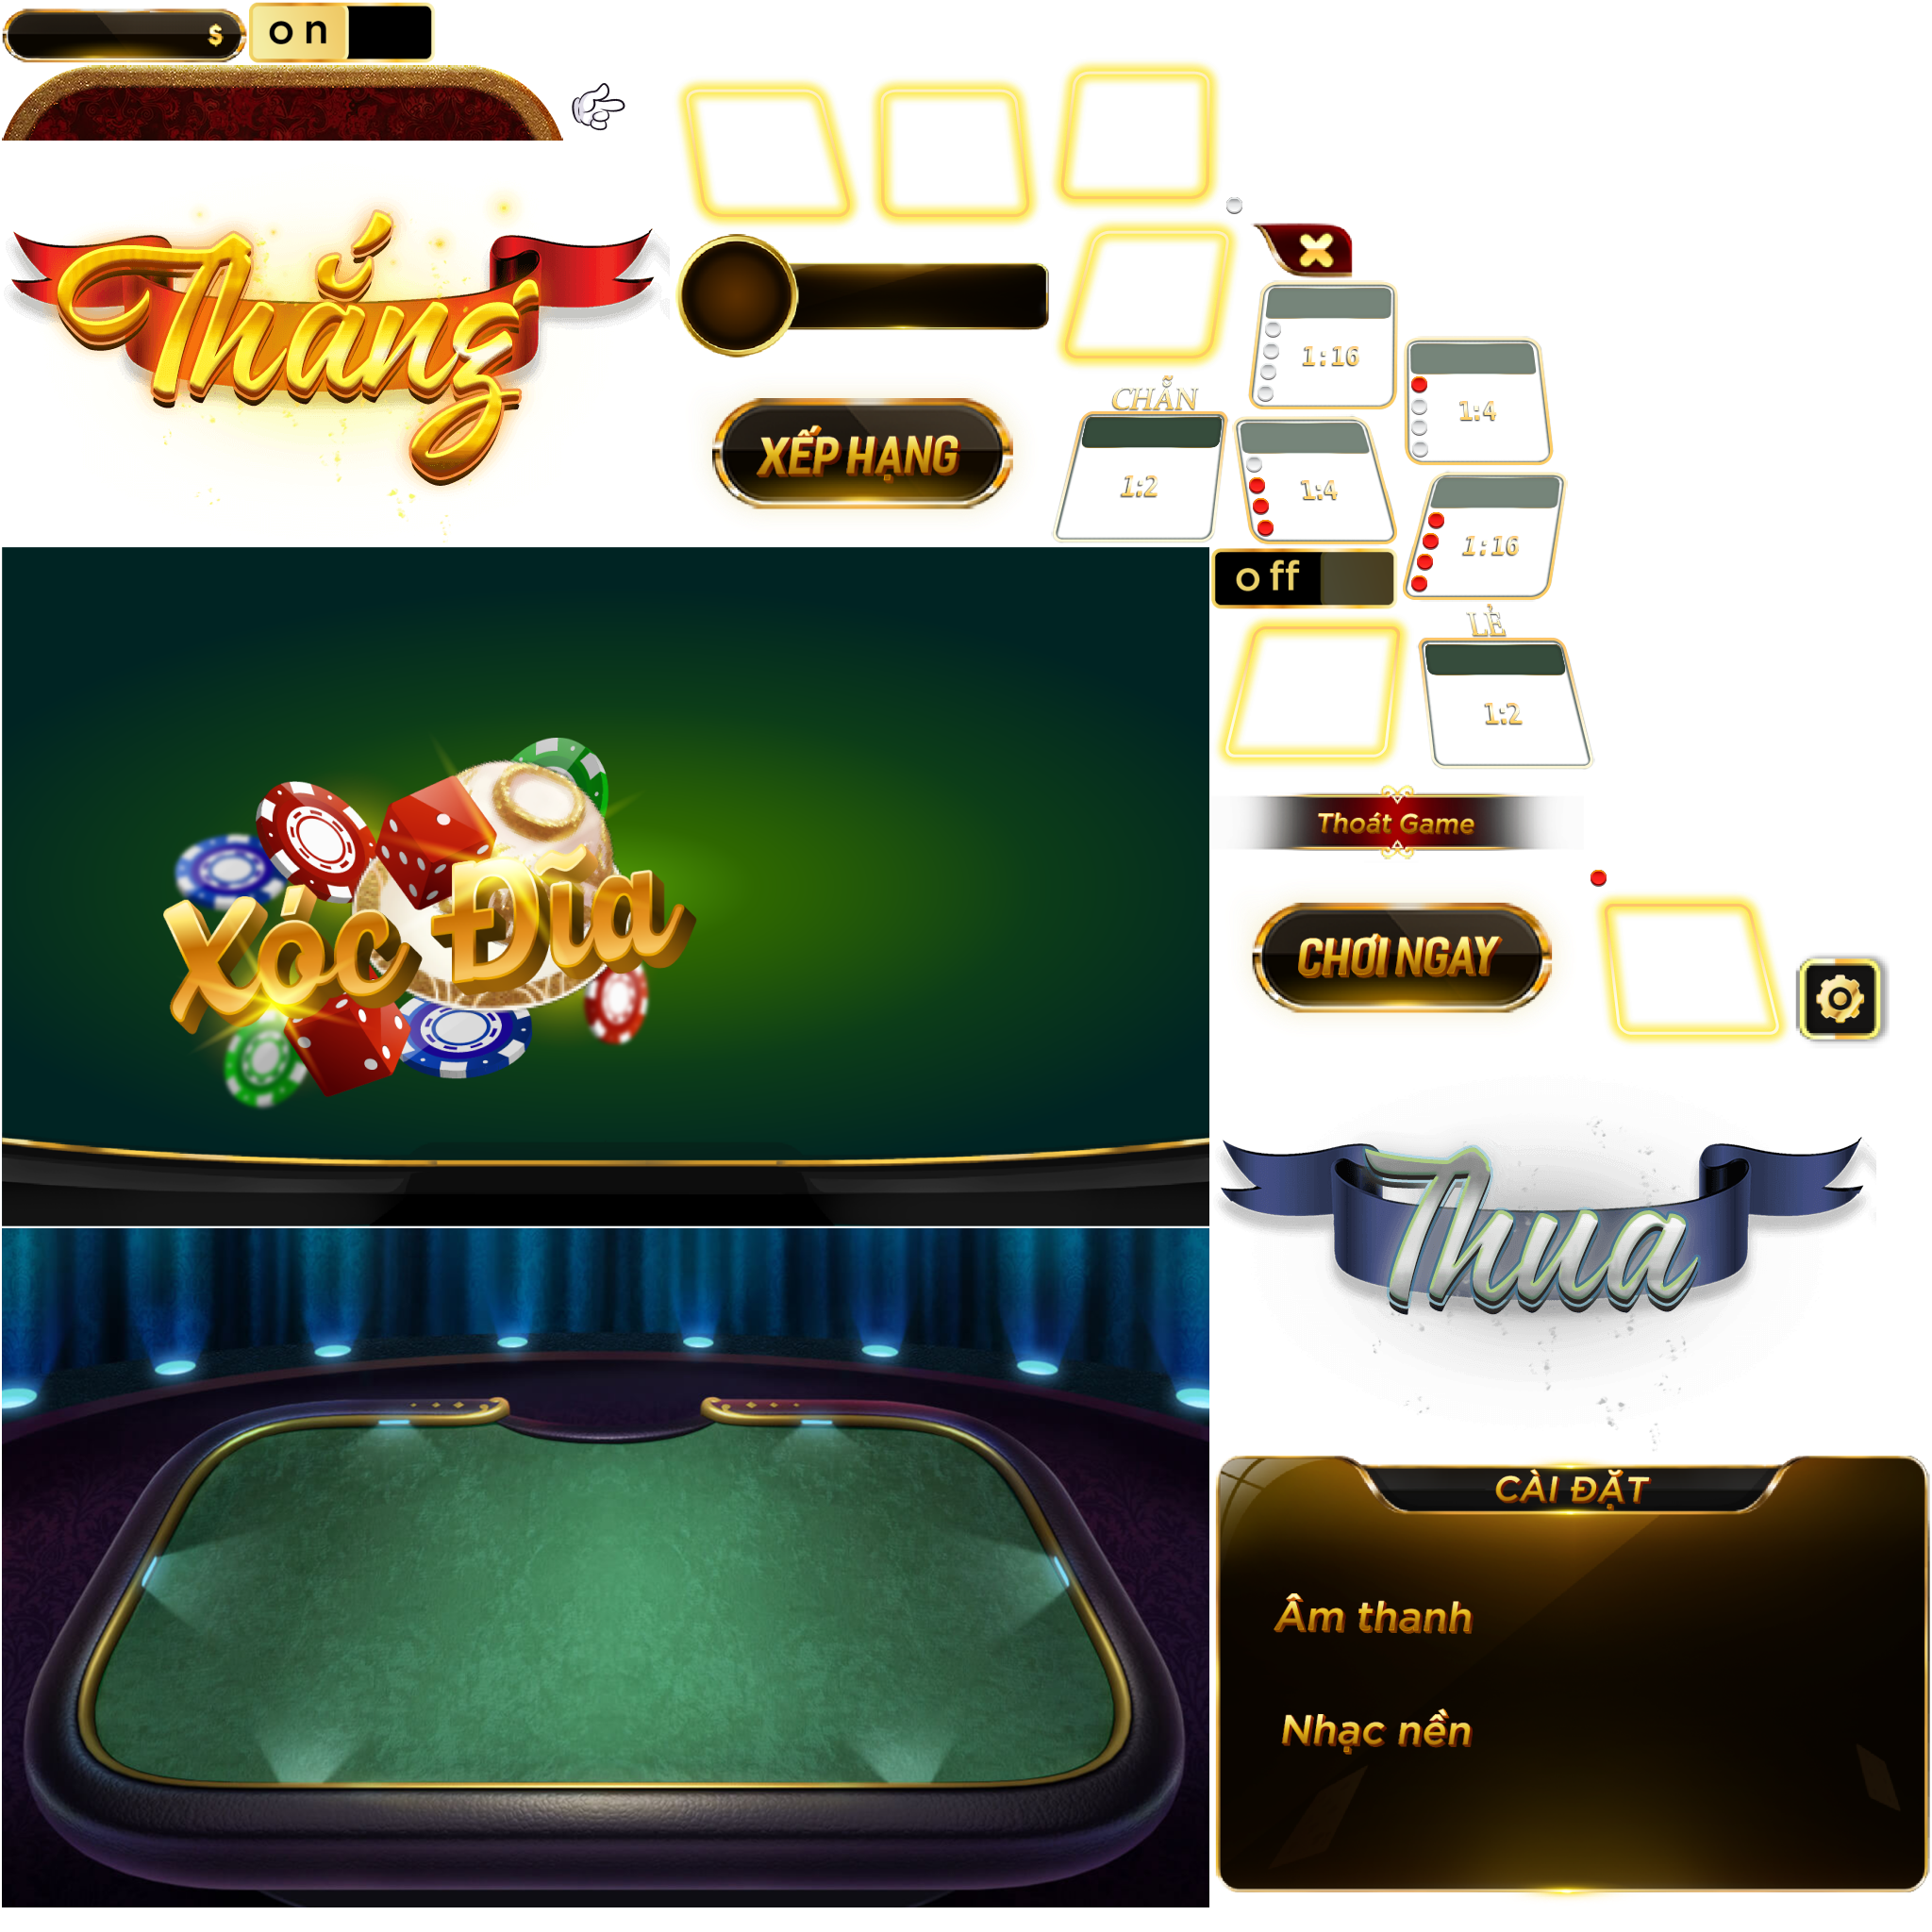 $
on
Thắng
XẾP HẠNG
CHẴN
1:2
1:16
1:4
1:4
1:16
off
LẺ
1:2
Xóc Đĩa
Thoát Game
CHƠI NGAY
Thua
CÀI ĐẶT
Âm thanh
Nhạc nền